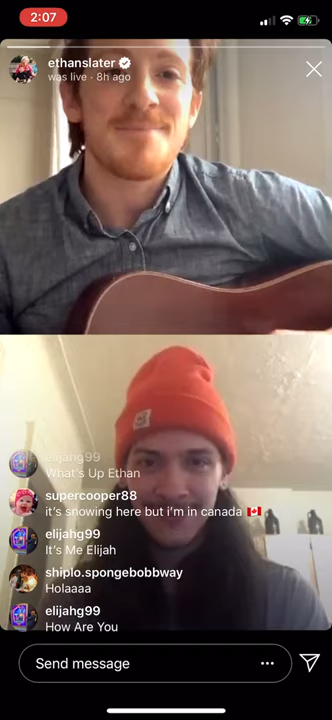 2:07
ethanslater
was live · 8h ago
elijahg99
What's Up Ethan
supercooper88
it's snowing here but i'm in canada 🇨🇦
elijahg99
It's Me Elijah
shiplo.spongebobbway
Holaaaa
elijahg99
How Are You
Send message